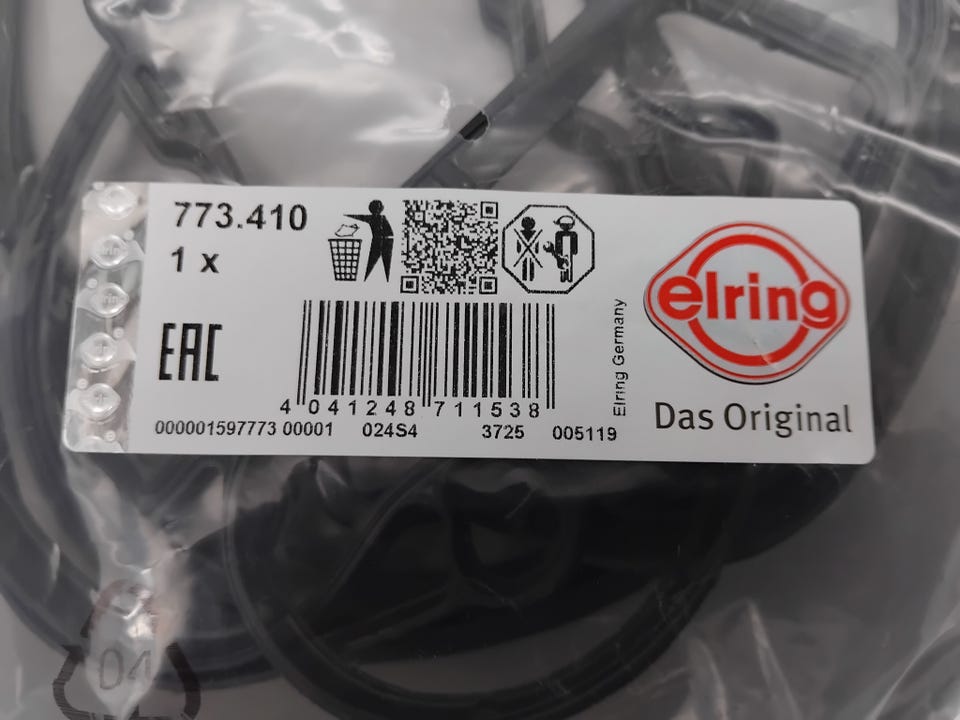 773.410
1 x
EAC
elring
Das Original
Elring Germany
4 041248 711538
000001597773 00001 024S4 3725 005119
04